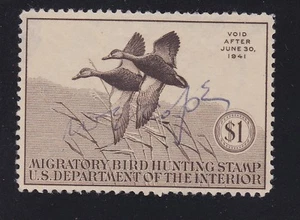 VOID
AFTER
JUNE 30,
1941
$1
MIGRATORY BIRD HUNTING STAMP
U.S. DEPARTMENT OF THE INTERIOR